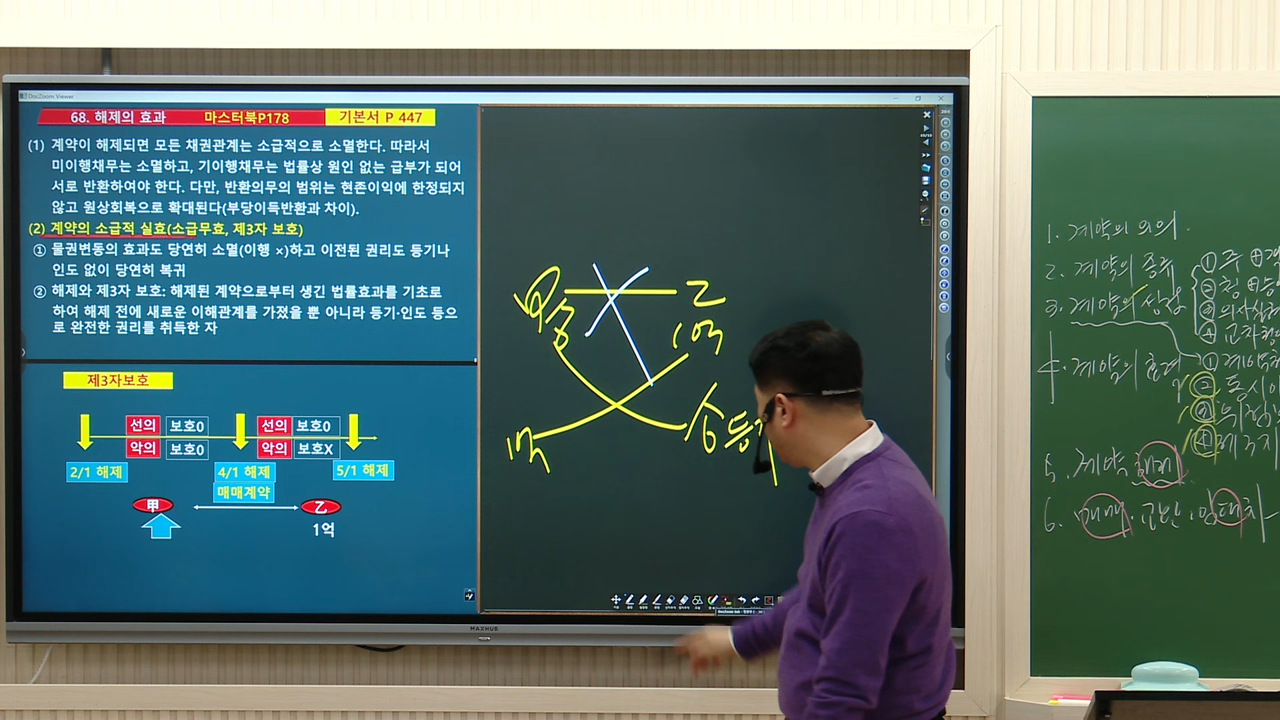 DocZoom Viewer
68. 해제의 효과 마스터북P178 기본서 P 447
(1) 계약이 해제되면 모든 채권관계는 소급적으로 소멸한다. 따라서
미이행채무는 소멸하고, 기이행채무는 법률상 원인 없는 급부가 되어
서로 반환하여야 한다. 다만, 반환의무의 범위는 현존이익에 한정되지
않고 원상회복으로 확대된다(부당이득반환과 차이).
(2) 계약의 소급적 실효(소급무효, 제3자 보호)
① 물권변동의 효과도 당연히 소멸(이행 ×)하고 이전된 권리도 등기나
인도 없이 당연히 복귀
② 해제와 제3자 보호: 해제된 계약으로부터 생긴 법률효과를 기초로
하여 해제 전에 새로운 이해관계를 가졌을 뿐 아니라 등기·인도 등으
로 완전한 권리를 취득한 자
제3자보호
선의 보호0 선의 보호0
악의 보호0 악의 보호X
2/1 해제 4/1 해제 5/1 해제
매매계약
甲 乙
1억
甲 乙
1억
1억
MAXHUB
1. 계약의 의의
2. 계약의 종류
3. 계약의 성립
4. 계약의 효력
5. 계약 해제
6. 매매, 교환, 임대차